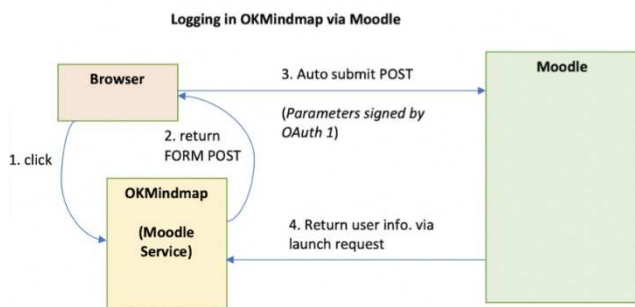 Logging in OKMindmap via Moodle
Browser
3. Auto submit POST
Moodle
(Parameters signed by
OAuth 1)
2. return
FORM POST
1. click
OKMindmap
(Moodle
Service)
4. Return user info. via
launch request